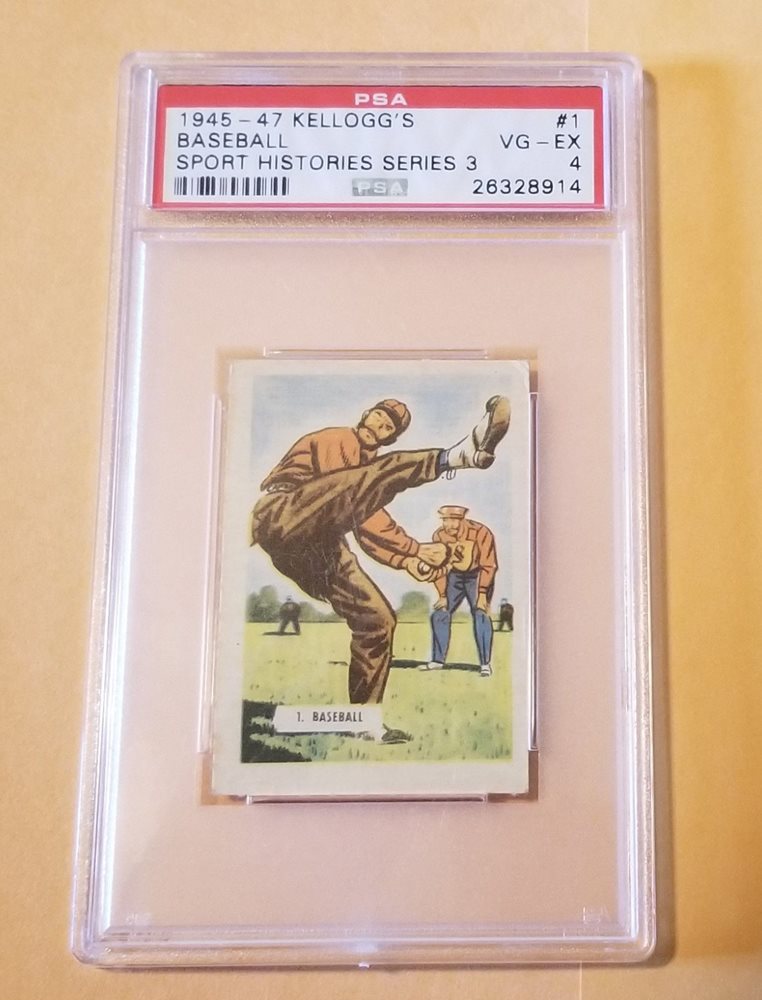 PSA
1945-47 KELLOGG'S #1
BASEBALL VG-EX
SPORT HISTORIES SERIES 3 4
PSA 26328914
1. BASEBALL